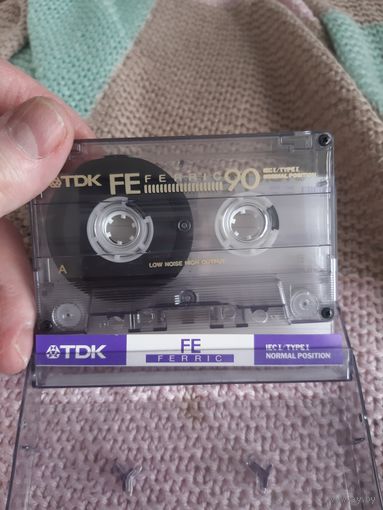 TDK FE FERRIC 90 IEC I/TYPE I
NORMAL POSITION
A
LOW NOISE HIGH OUTPUT
TDK FE IEC I/TYPE I
FERRIC NORMAL POSITION